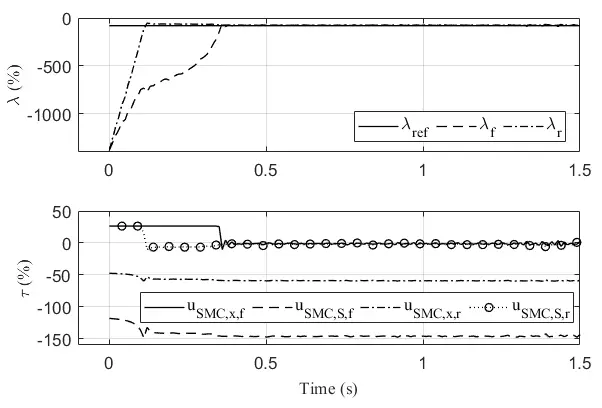 0
-500
-1000
λ (%)
λref λf λr
0 0.5 1 1.5
50
0
-50
-100
-150
τ (%)
uSMC,x,f uSMC,S,f uSMC,x,r uSMC,S,r
0 0.5 1 1.5
Time (s)